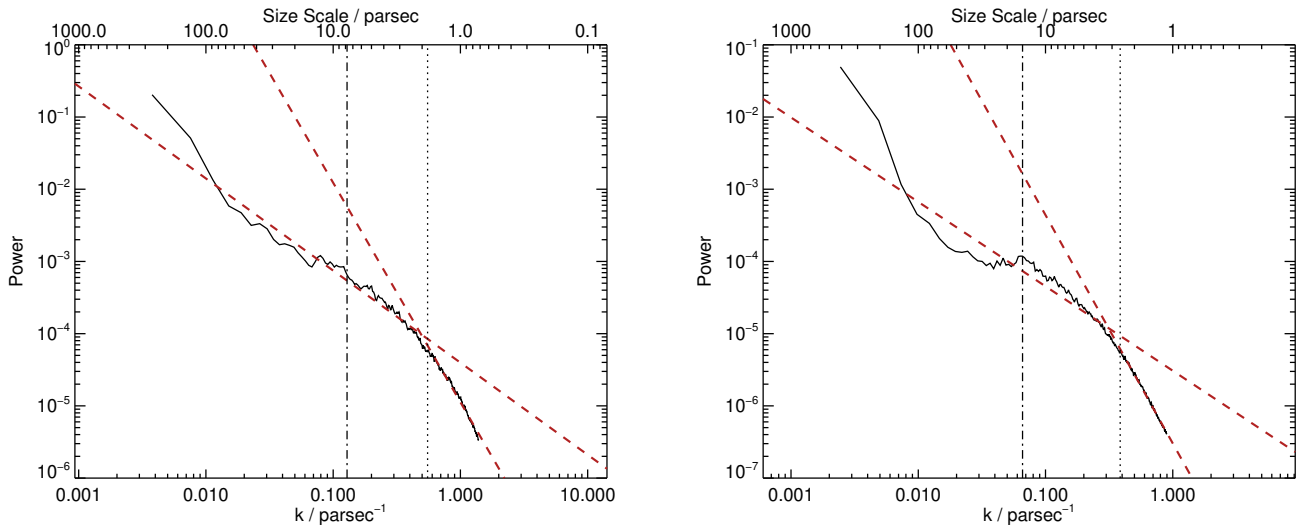 Size Scale / parsec
1000.0 100.0 10.0 1.0 0.1
10^0
10^-1
10^-2
10^-3
10^-4
10^-5
10^-6
Power
0.001 0.010 0.100 1.000 10.000
k / parsec^-1
Size Scale / parsec
1000 100 10 1
10^-1
10^-2
10^-3
10^-4
10^-5
10^-6
10^-7
Power
0.001 0.010 0.100 1.000
k / parsec^-1